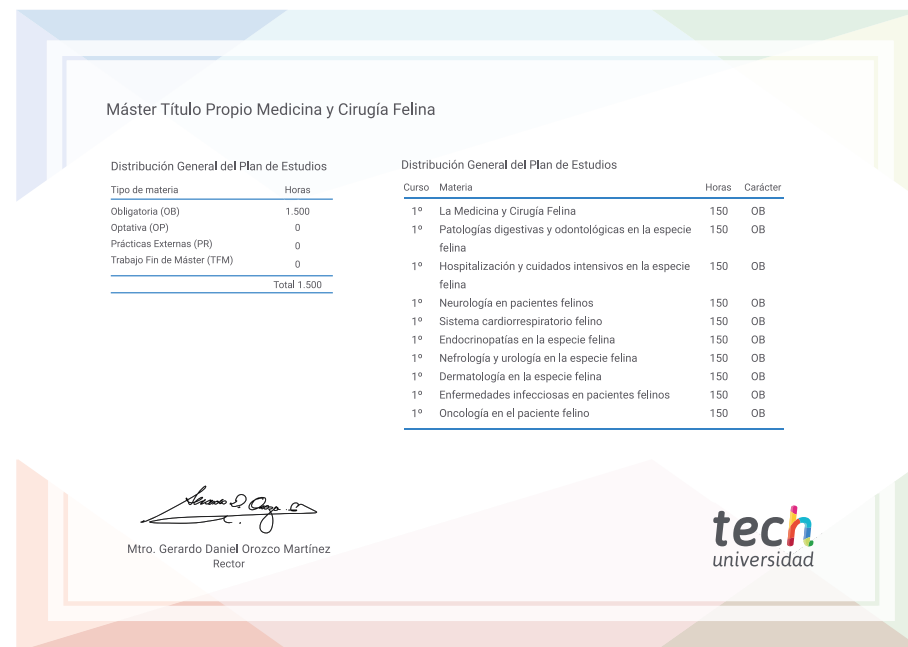 Máster Título Propio Medicina y Cirugía Felina
Distribución General del Plan de Estudios
Tipo de materia Horas
Obligatoria (OB) 1.500
Optativa (OP) 0
Prácticas Externas (PR) 0
Trabajo Fin de Máster (TFM) 0
Total 1.500
Distribución General del Plan de Estudios
Curso Materia Horas Carácter
1º La Medicina y Cirugía Felina 150 OB
1º Patologías digestivas y odontológicas en la especie 150 OB
felina
1º Hospitalización y cuidados intensivos en la especie 150 OB
felina
1º Neurología en pacientes felinos 150 OB
1º Sistema cardiorrespiratorio felino 150 OB
1º Endocrinopatías en la especie felina 150 OB
1º Nefrología y urología en la especie felina 150 OB
1º Dermatología en la especie felina 150 OB
1º Enfermedades infecciosas en pacientes felinos 150 OB
1º Oncología en el paciente felino 150 OB
Mtro. Gerardo Daniel Orozco Martínez
Rector
tech
universidad